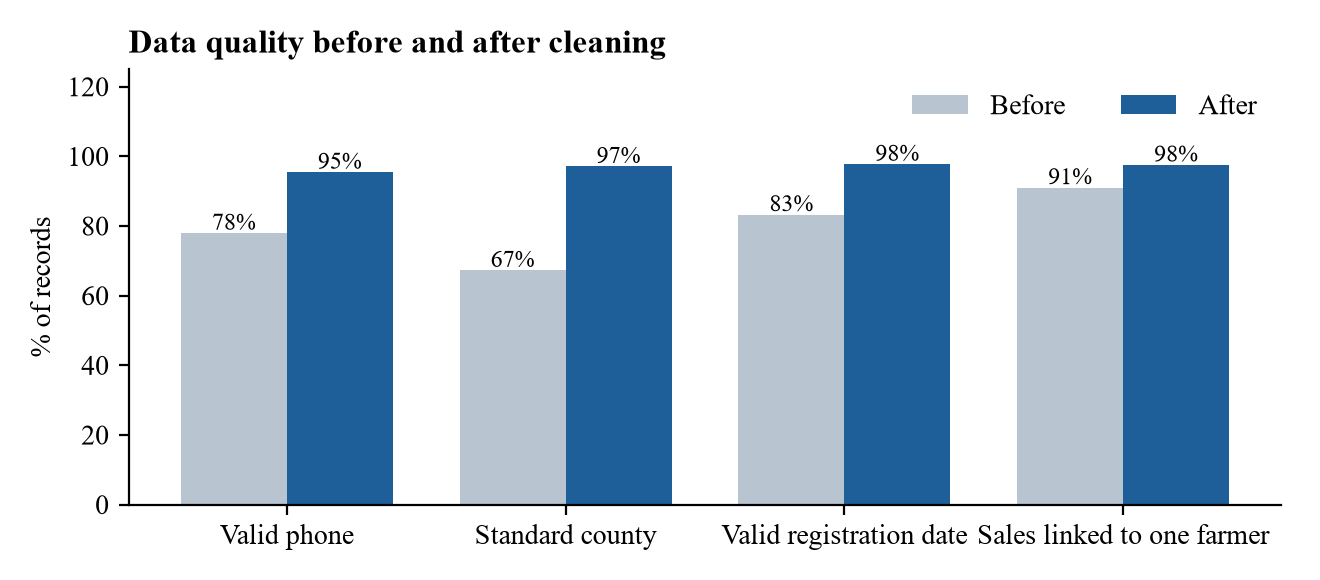 Data quality before and after cleaning
120
100
80
60
40
20
0
% of records
Before After
78% 95% 67% 97% 83% 98% 91% 98%
Valid phone Standard county Valid registration date Sales linked to one farmer